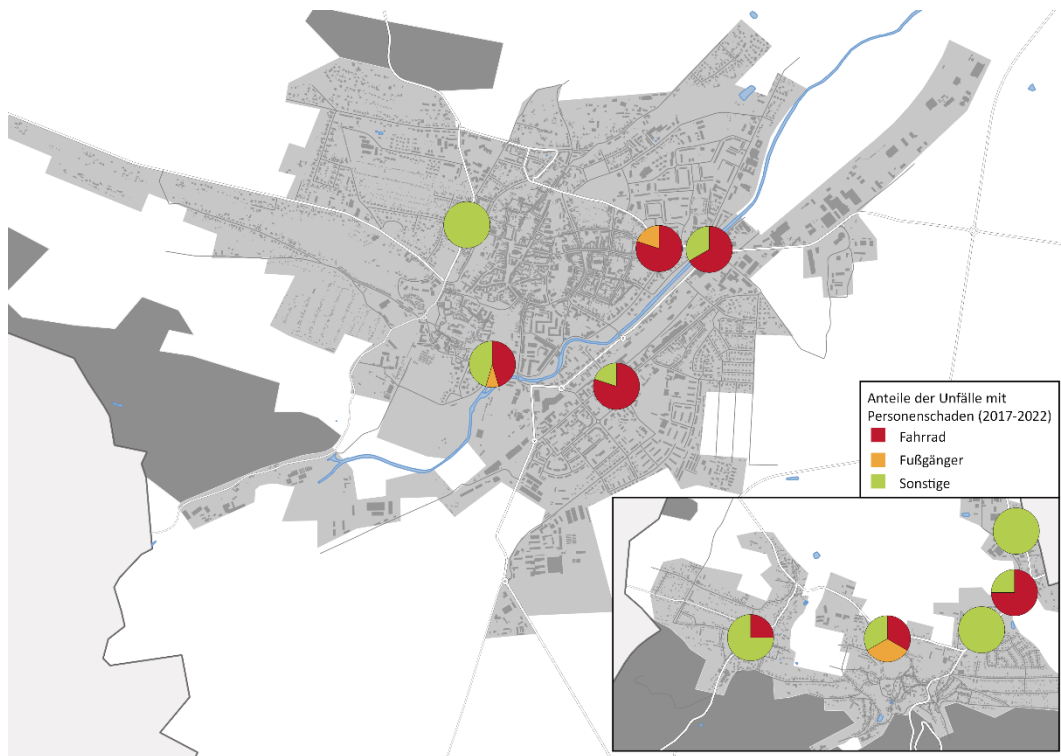 Anteile der Unfälle mit
Personenschaden (2017-2022)
Fahrrad
Fußgänger
Sonstige